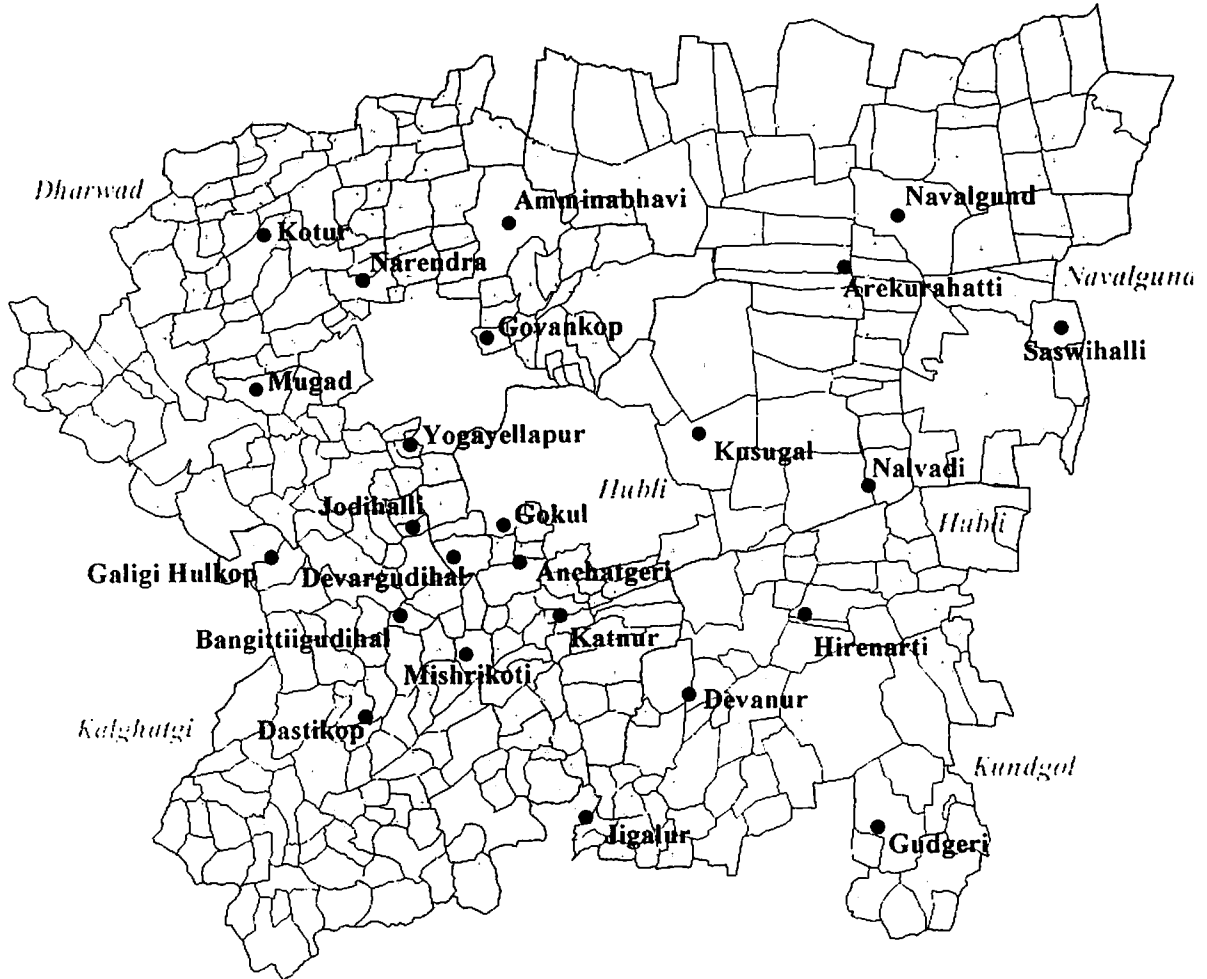 Dharwad
Amminabhavi
Navalgund
Kotur
Narendra
Arekurahatti
Navalgund
Govankop
Saswihalli
Mugad
Yogayellapur
Kusugal
Nalvadi
Hubli
Jodihalli
Gokul
Hubli
Galigi Hulkop
Devargudihal
Anchatgeri
Bangittiigudihal
Katnur
Hirenarti
Mishrikoti
Devanur
Kalghatgi
Dastikop
Kundgol
Jigalur
Gudgeri